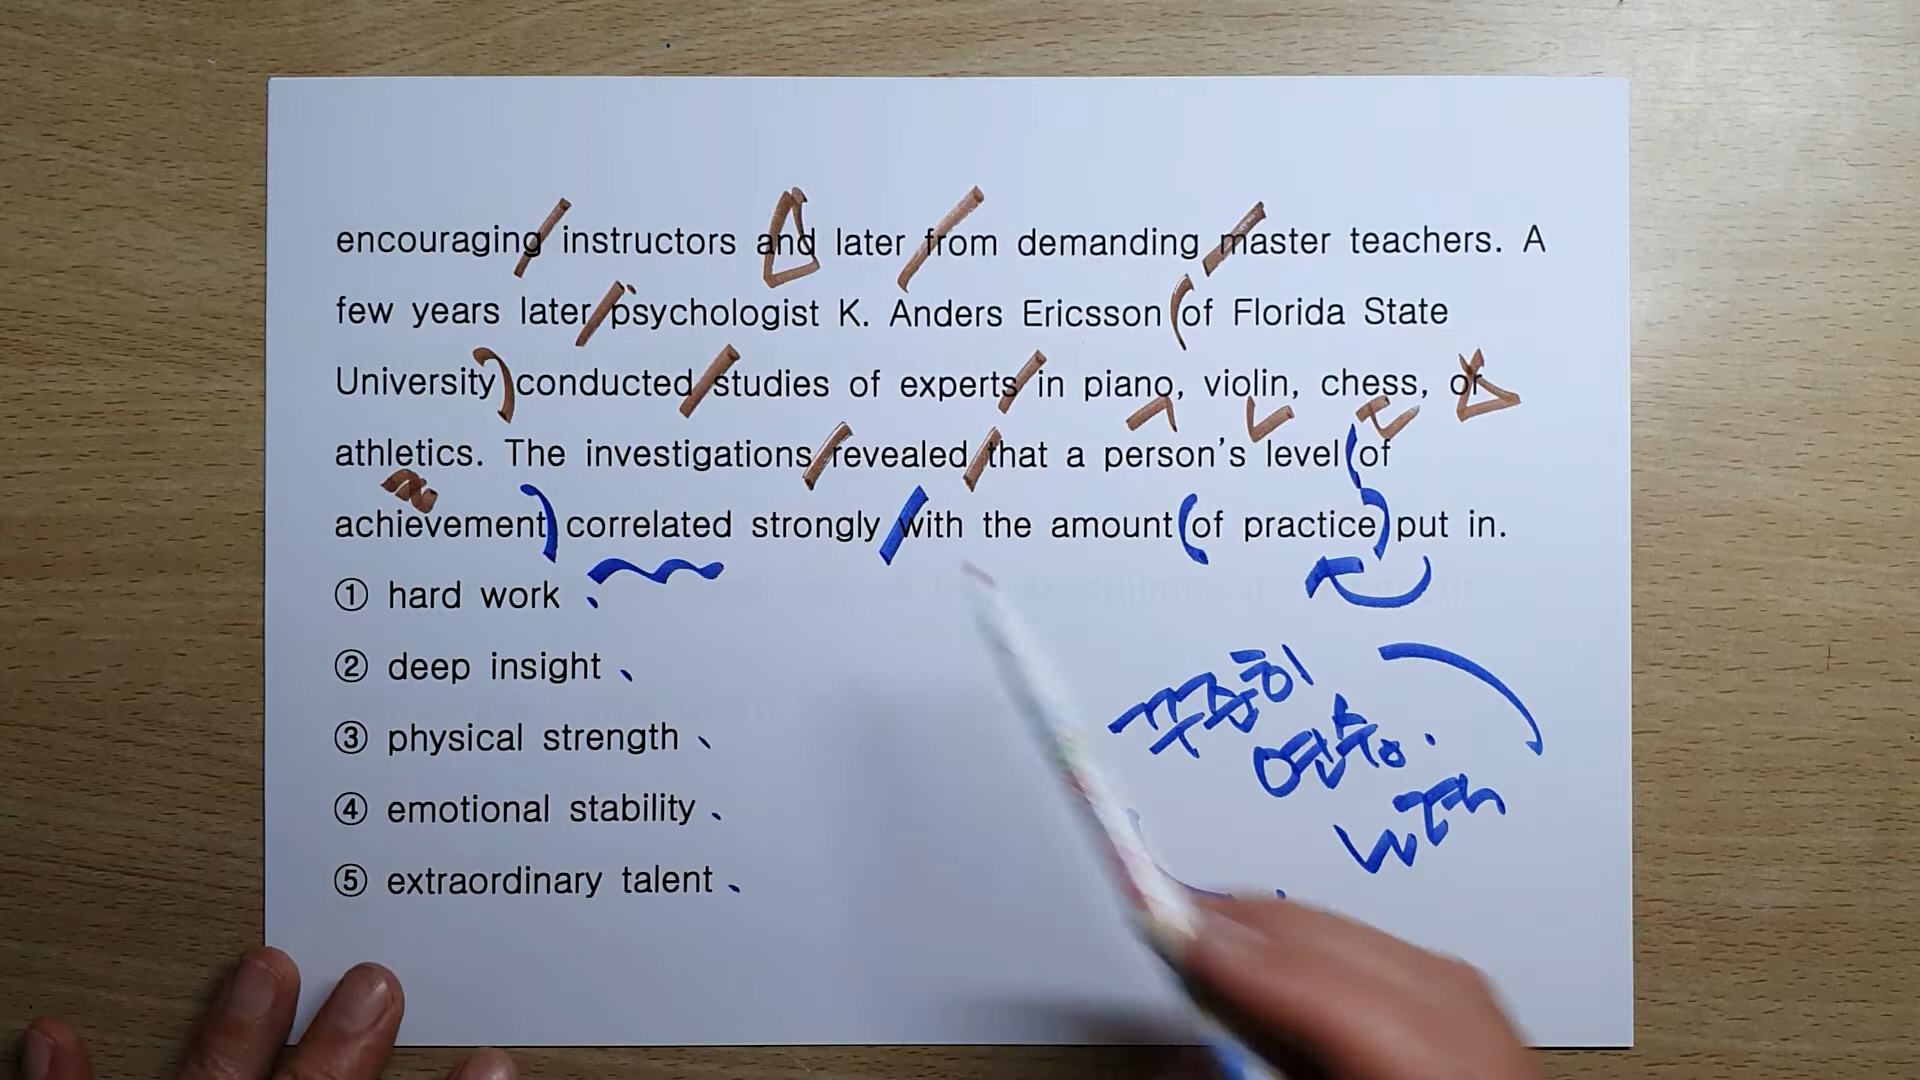 encouraging instructors and later from demanding master teachers. A
few years later psychologist K. Anders Ericsson of Florida State
University conducted studies of experts in piano, violin, chess, or
athletics. The investigations revealed that a person's level of
achievement correlated strongly with the amount of practice put in.
① hard work
② deep insight
③ physical strength
④ emotional stability
⑤ extraordinary talent
꾸준히
연습.